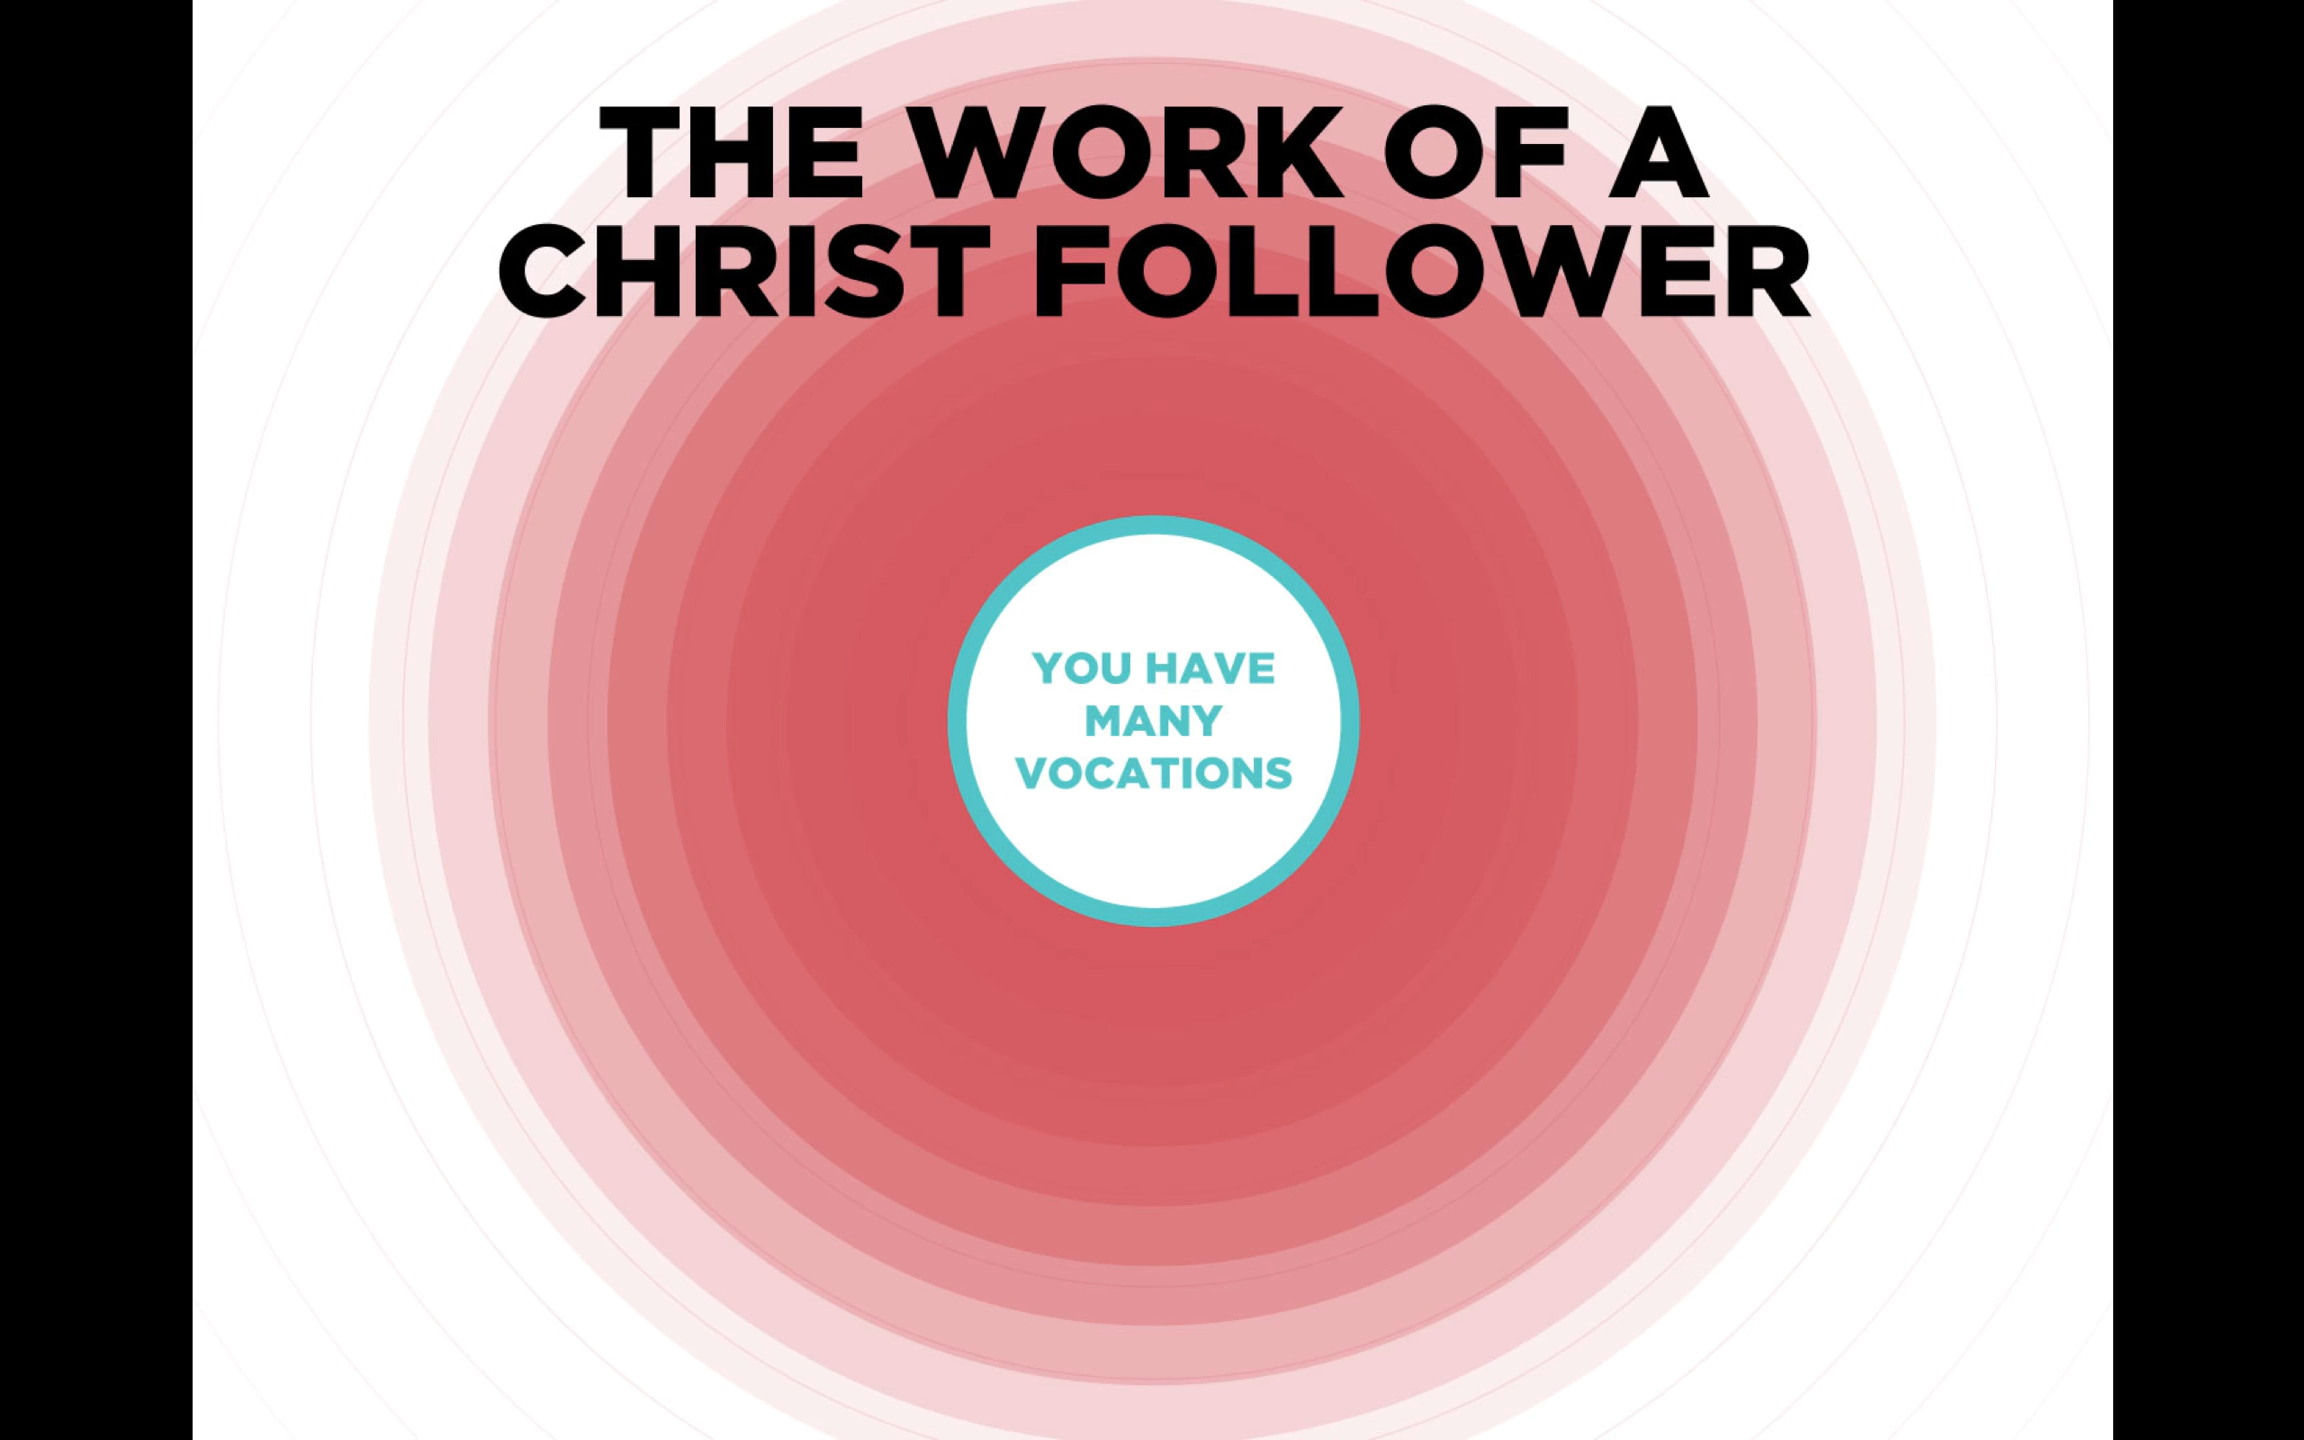 THE WORK OF A
CHRIST FOLLOWER
YOU HAVE
MANY
VOCATIONS